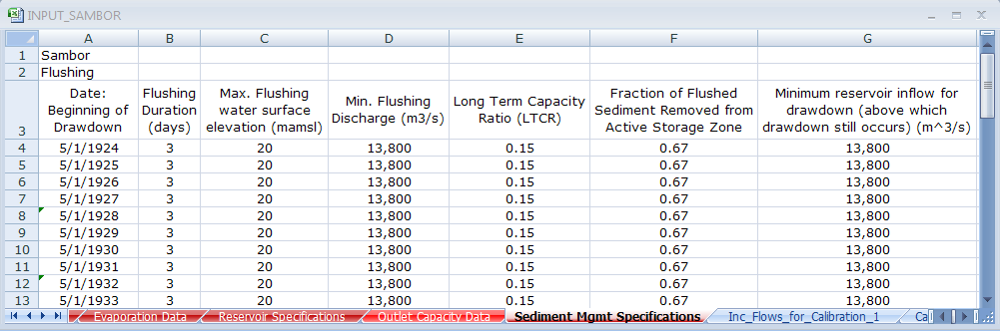 INPUT_SAMBOR
A B C D E F G
1 Sambor
2 Flushing
3 Date: Beginning of Drawdown Flushing Duration (days) Max. Flushing water surface elevation (mamsl) Min. Flushing Discharge (m3/s) Long Term Capacity Ratio (LTCR) Fraction of Flushed Sediment Removed from Active Storage Zone Minimum reservoir inflow for drawdown (above which drawdown still occurs) (m^3/s)
4 5/1/1924 3 20 13,800 0.15 0.67 13,800
5 5/1/1925 3 20 13,800 0.15 0.67 13,800
6 5/1/1926 3 20 13,800 0.15 0.67 13,800
7 5/1/1927 3 20 13,800 0.15 0.67 13,800
8 5/1/1928 3 20 13,800 0.15 0.67 13,800
9 5/1/1929 3 20 13,800 0.15 0.67 13,800
10 5/1/1930 3 20 13,800 0.15 0.67 13,800
11 5/1/1931 3 20 13,800 0.15 0.67 13,800
12 5/1/1932 3 20 13,800 0.15 0.67 13,800
13 5/1/1933 3 20 13,800 0.15 0.67 13,800
Evaporation Data Reservoir Specifications Outlet Capacity Data Sediment Mgmt Specifications Inc_Flows_for_Calibration_1 Ca